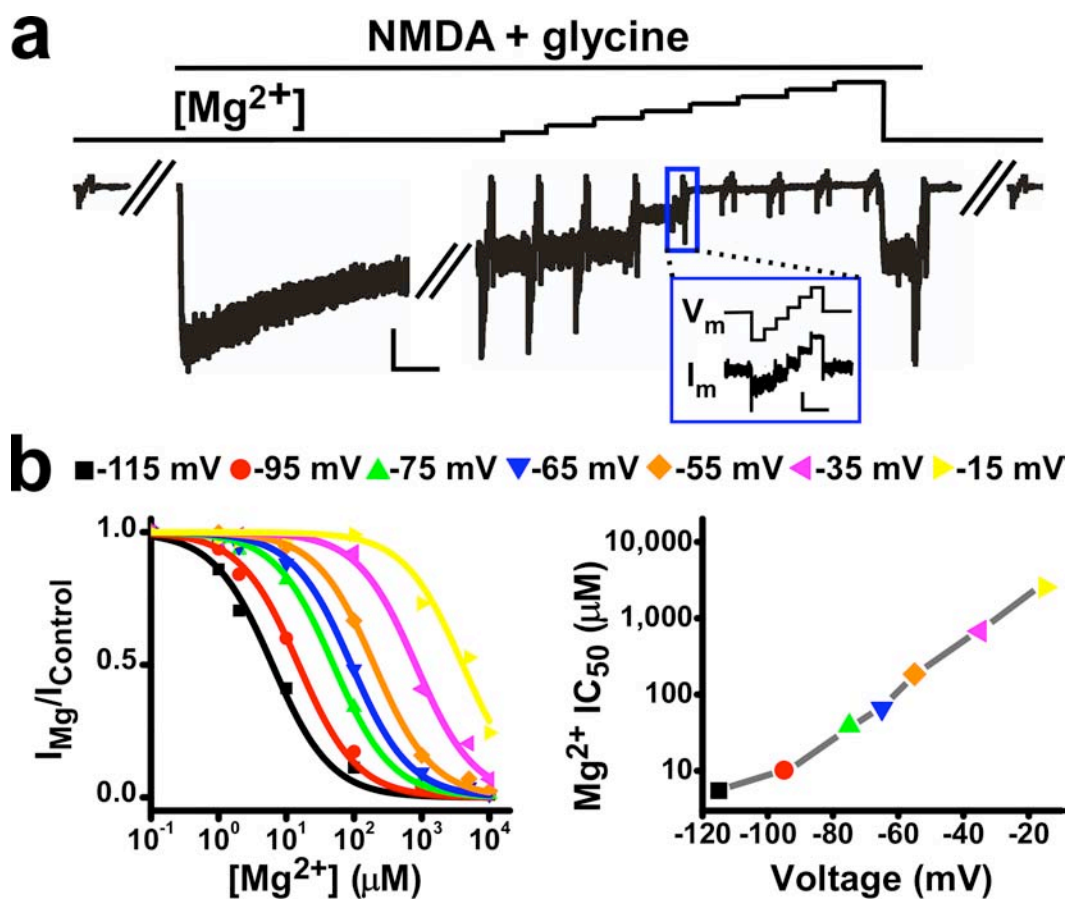 a
NMDA + glycine
[Mg²⁺]
Vₘ
Iₘ
b
-115 mV -95 mV -75 mV -65 mV -55 mV -35 mV -15 mV
I_Mg/I_Control
1.0
0.5
0.0
10⁻¹ 10⁰ 10¹ 10² 10³ 10⁴
[Mg²⁺] (μM)
Mg²⁺ IC₅₀ (μM)
10,000
1,000
100
10
-120 -100 -80 -60 -40 -20
Voltage (mV)